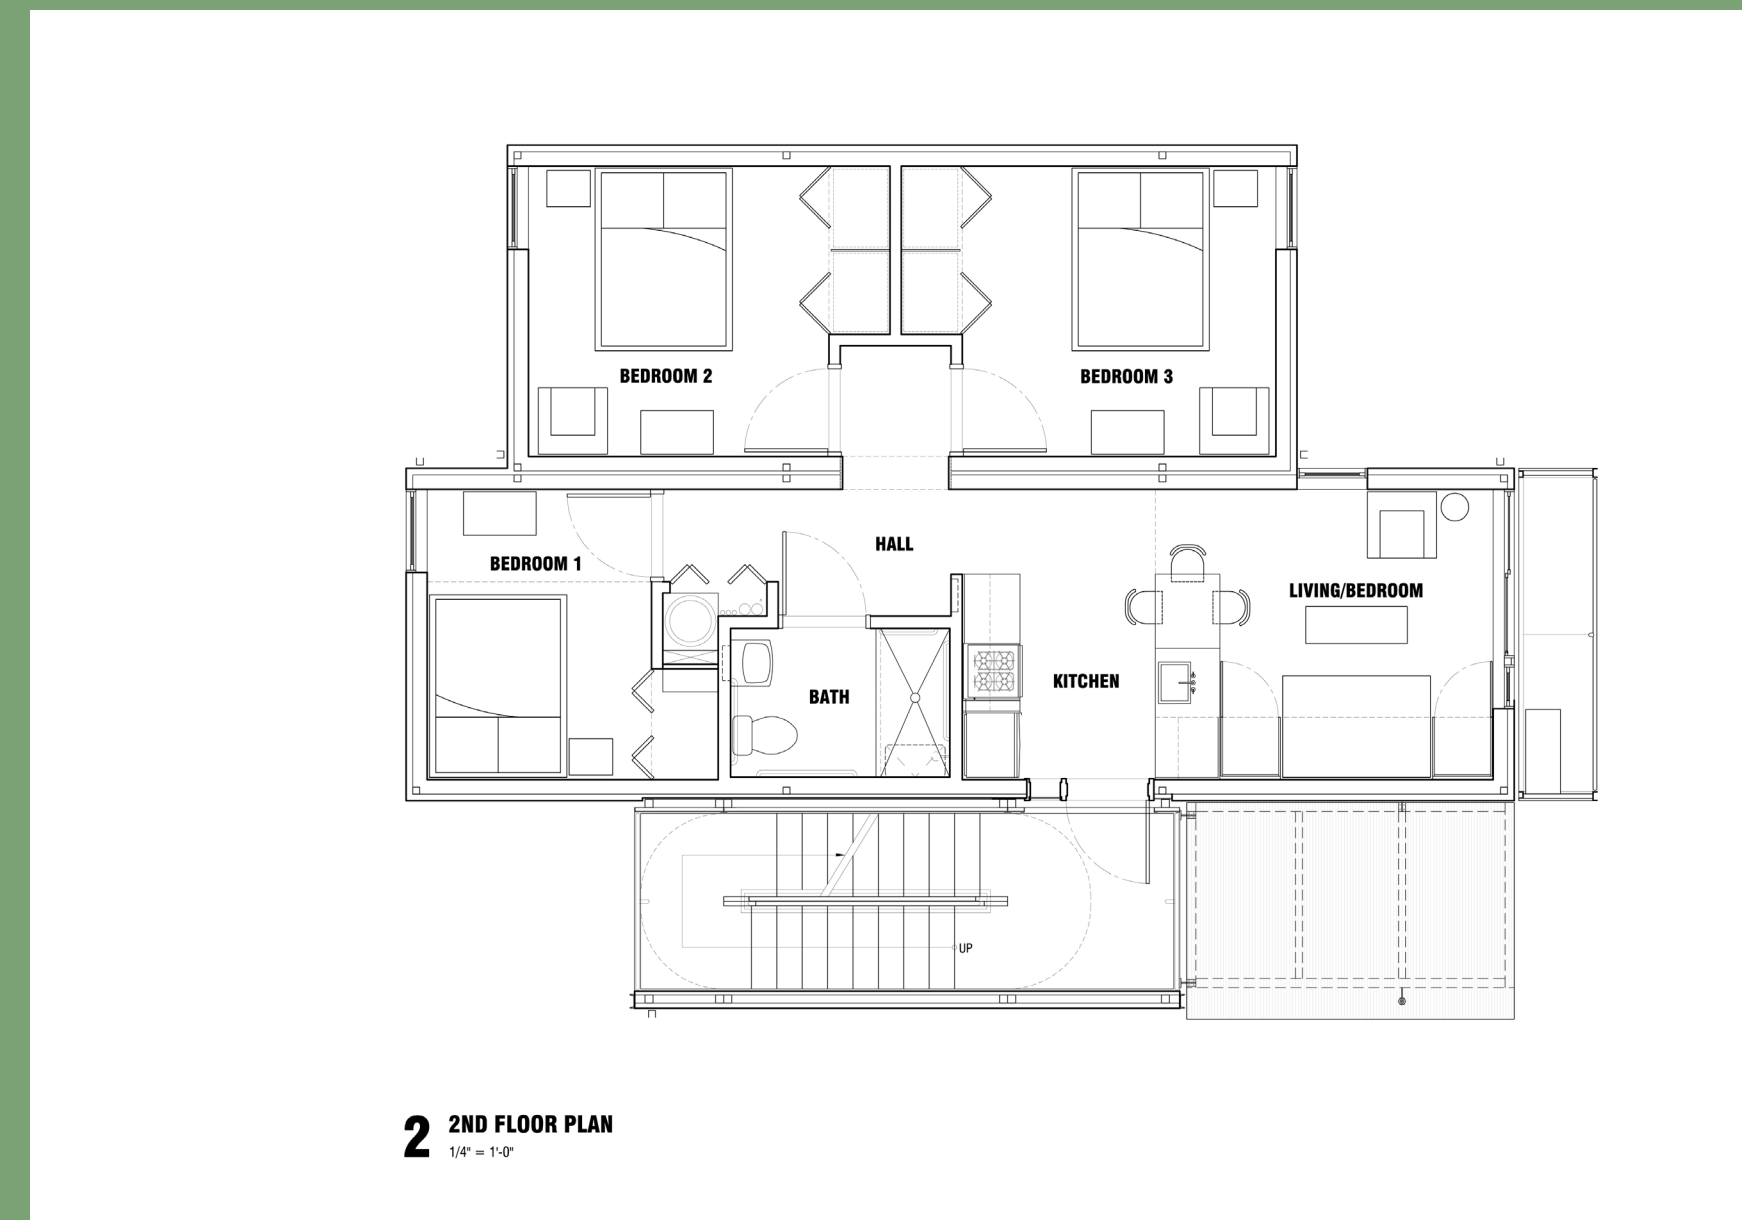 BEDROOM 2
BEDROOM 3
HALL
BEDROOM 1
LIVING/BEDROOM
KITCHEN
BATH
UP
2 2ND FLOOR PLAN
1/4" = 1'-0"